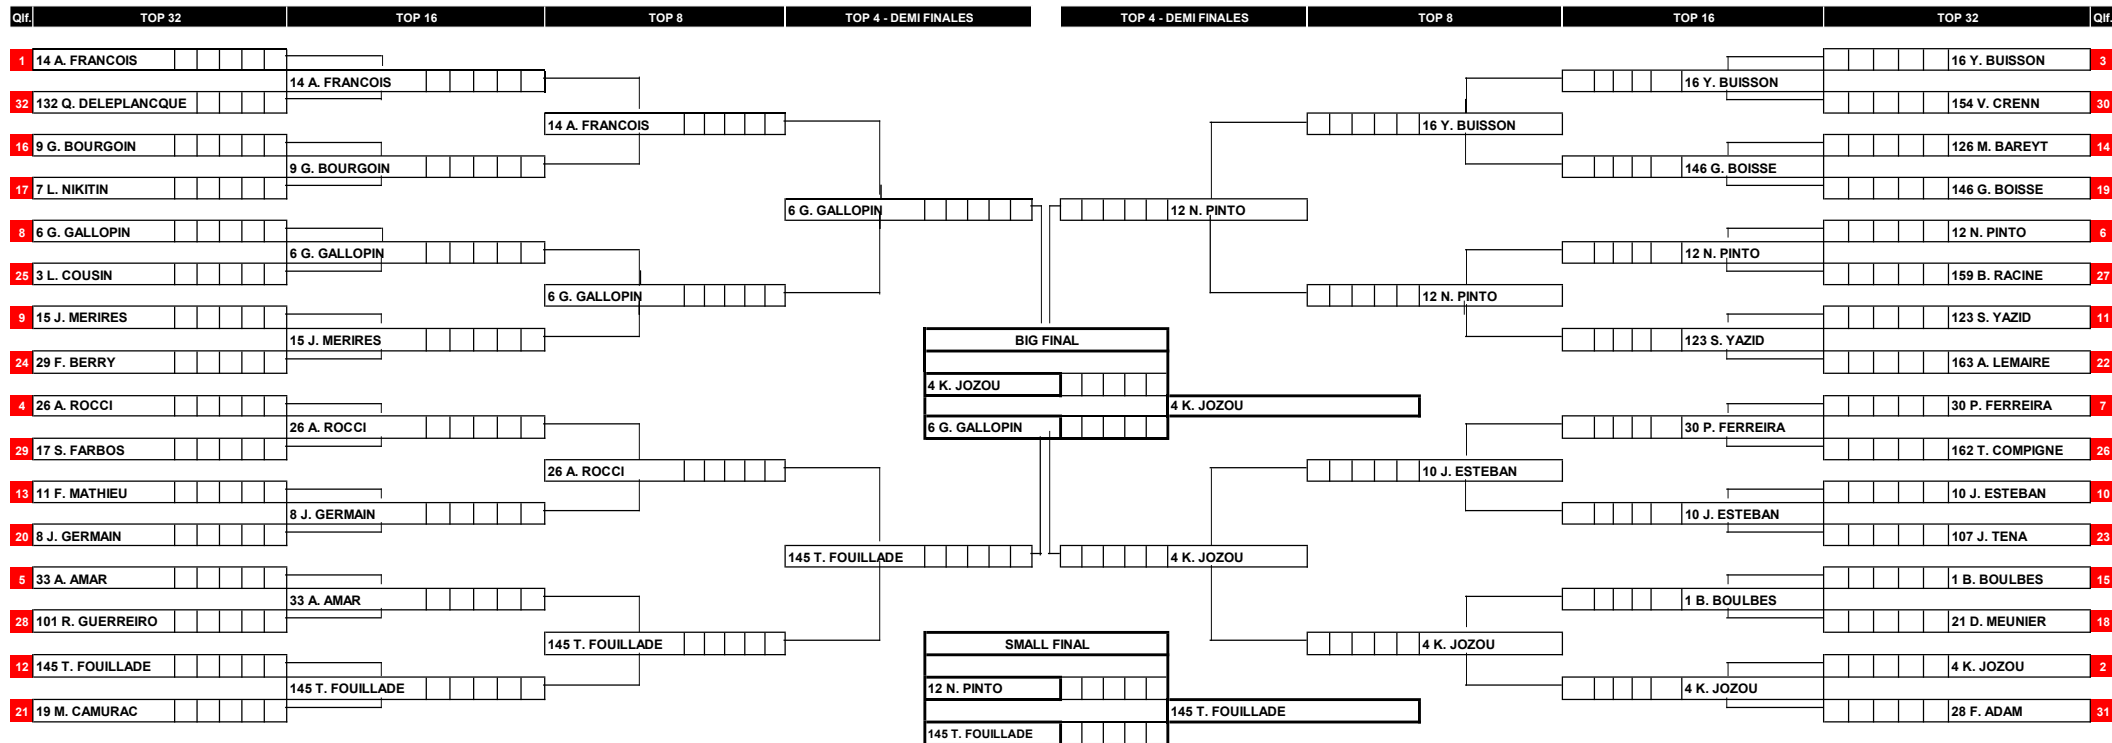 Qlf. TOP 32 TOP 16 TOP 8 TOP 4 - DEMI FINALES TOP 4 - DEMI FINALES TOP 8 TOP 16 TOP 32 Qlf.
1 14 A. FRANCOIS 16 Y. BUISSON 3
14 A. FRANCOIS 16 Y. BUISSON
32 132 Q. DELEPLANCQUE 154 V. CRENN 30
14 A. FRANCOIS 16 Y. BUISSON
16 9 G. BOURGOIN 126 M. BAREYT 14
9 G. BOURGOIN 146 G. BOISSE
17 7 L. NIKITIN 146 G. BOISSE 19
6 G. GALLOPIN 12 N. PINTO
8 6 G. GALLOPIN 12 N. PINTO 6
6 G. GALLOPIN 12 N. PINTO
25 3 L. COUSIN 159 B. RACINE 27
6 G. GALLOPIN 12 N. PINTO
9 15 J. MERIRES 123 S. YAZID 11
15 J. MERIRES BIG FINAL 123 S. YAZID
24 29 F. BERRY 163 A. LEMAIRE 22
4 K. JOZOU
4 26 A. ROCCI 4 K. JOZOU 30 P. FERREIRA 7
26 A. ROCCI 6 G. GALLOPIN 30 P. FERREIRA
29 17 S. FARBOS 162 T. COMPIGNE 26
26 A. ROCCI 10 J. ESTEBAN
13 11 F. MATHIEU 10 J. ESTEBAN 10
8 J. GERMAIN 10 J. ESTEBAN
20 8 J. GERMAIN 107 J. TENA 23
145 T. FOUILLADE 4 K. JOZOU
5 33 A. AMAR 1 B. BOULBES 15
33 A. AMAR 1 B. BOULBES
28 101 R. GUERREIRO 21 D. MEUNIER 18
145 T. FOUILLADE SMALL FINAL 4 K. JOZOU
12 145 T. FOUILLADE 4 K. JOZOU 2
145 T. FOUILLADE 12 N. PINTO 4 K. JOZOU
21 19 M. CAMURAC 145 T. FOUILLADE 28 F. ADAM 31
145 T. FOUILLADE